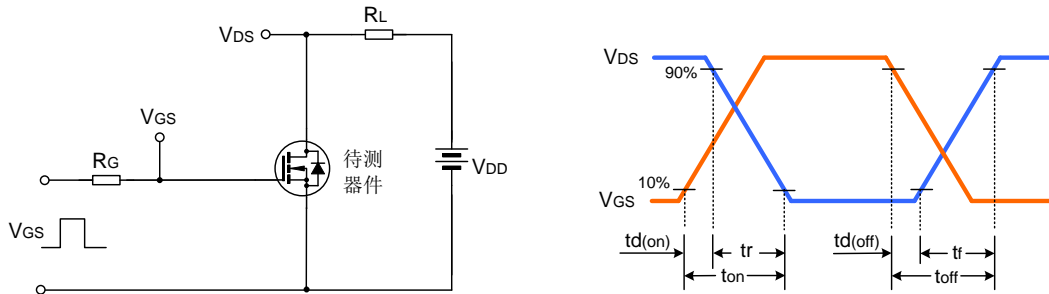 VDS
RL
VGS
RG
待测
器件
VDD
VGS
VDS
90%
10%
VGS
td(on)
tr
td(off)
tf
ton
toff